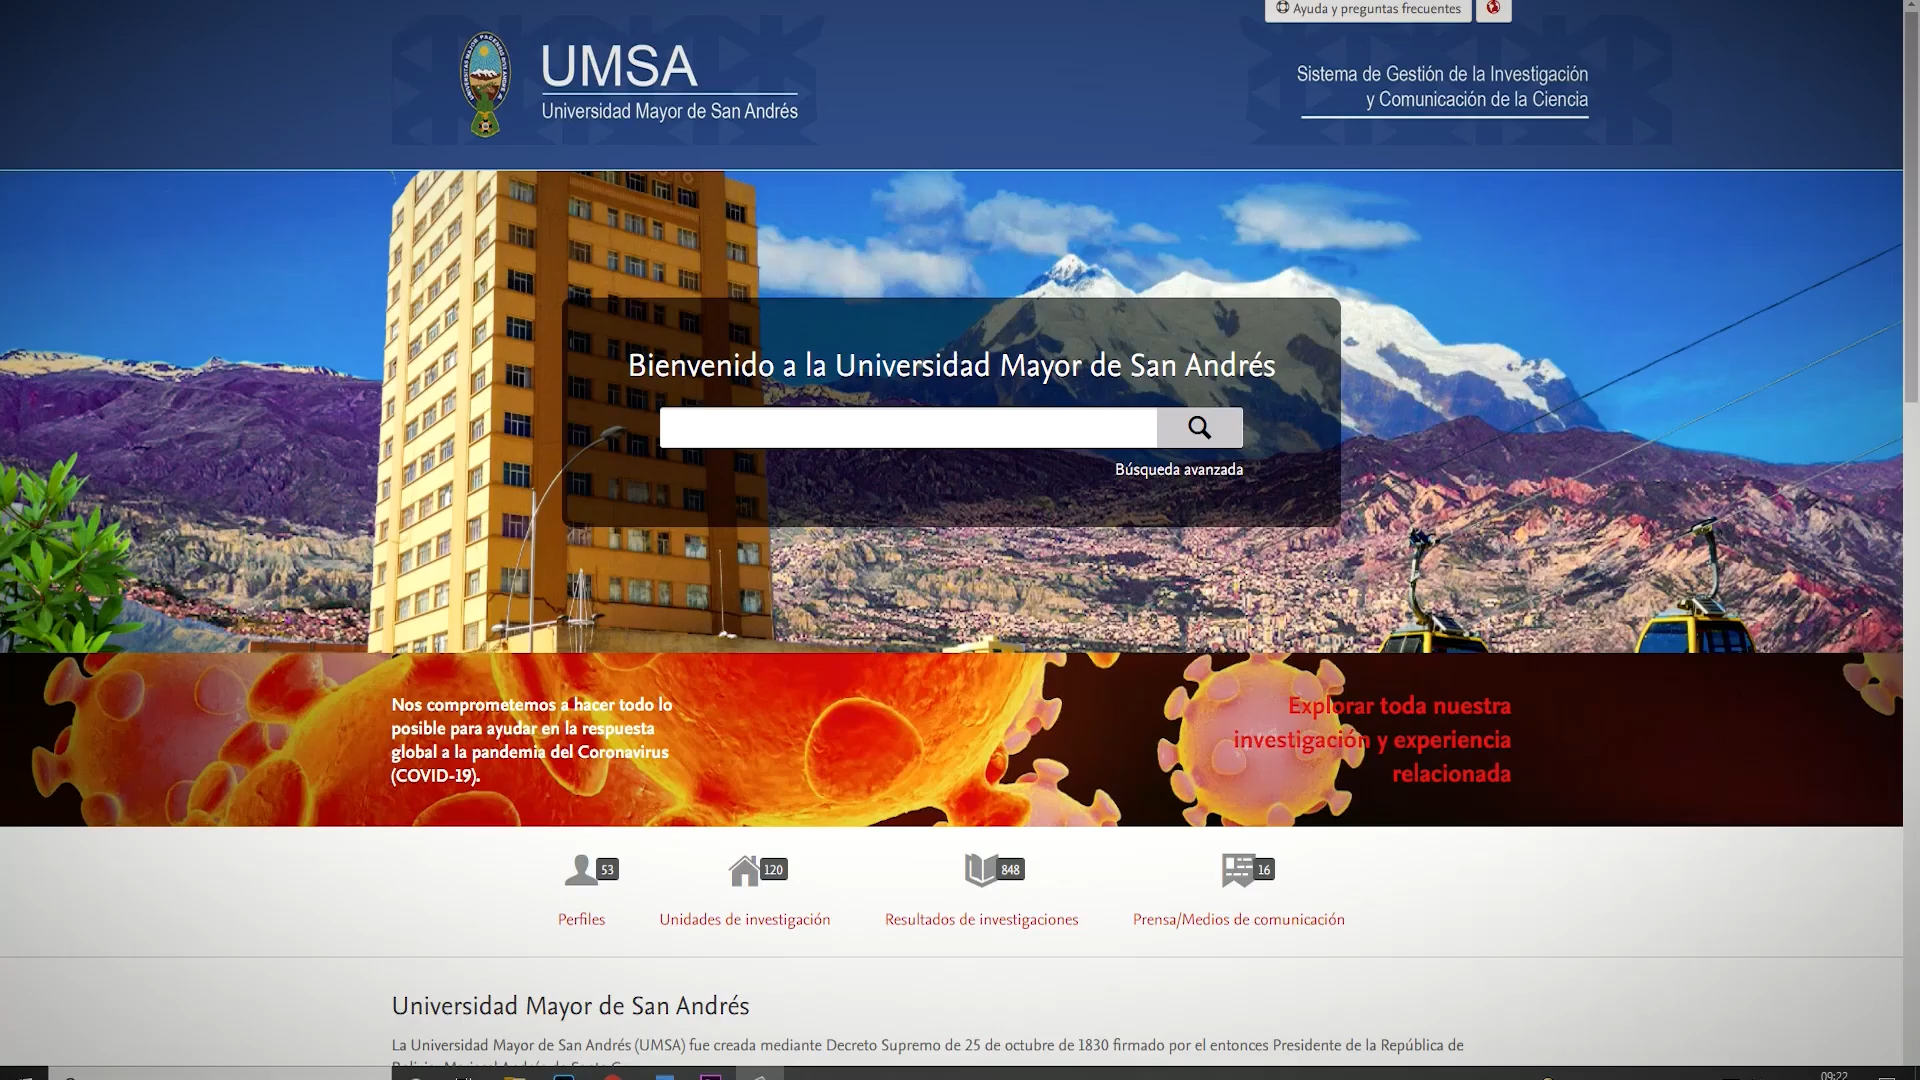 Ayuda y preguntas frecuentes
UMSA
Universidad Mayor de San Andrés
Sistema de Gestión de la Investigación
y Comunicación de la Ciencia
Bienvenido a la Universidad Mayor de San Andrés
Búsqueda avanzada
Nos comprometemos a hacer todo lo
posible para ayudar en la respuesta
global a la pandemia del Coronavirus
(COVID-19).
Explorar toda nuestra
investigación y experiencia
relacionada
53
120
848
16
Perfiles
Unidades de investigación
Resultados de investigaciones
Prensa/Medios de comunicación
Universidad Mayor de San Andrés
La Universidad Mayor de San Andrés (UMSA) fue creada mediante Decreto Supremo de 25 de octubre de 1830 firmado por el entonces Presidente de la República de
09:22